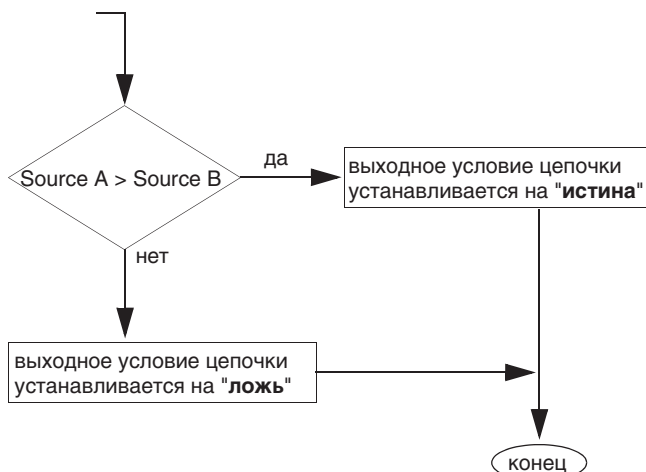 Source A > Source B
да
выходное условие цепочки
устанавливается на "истина"
нет
выходное условие цепочки
устанавливается на "ложь"
конец